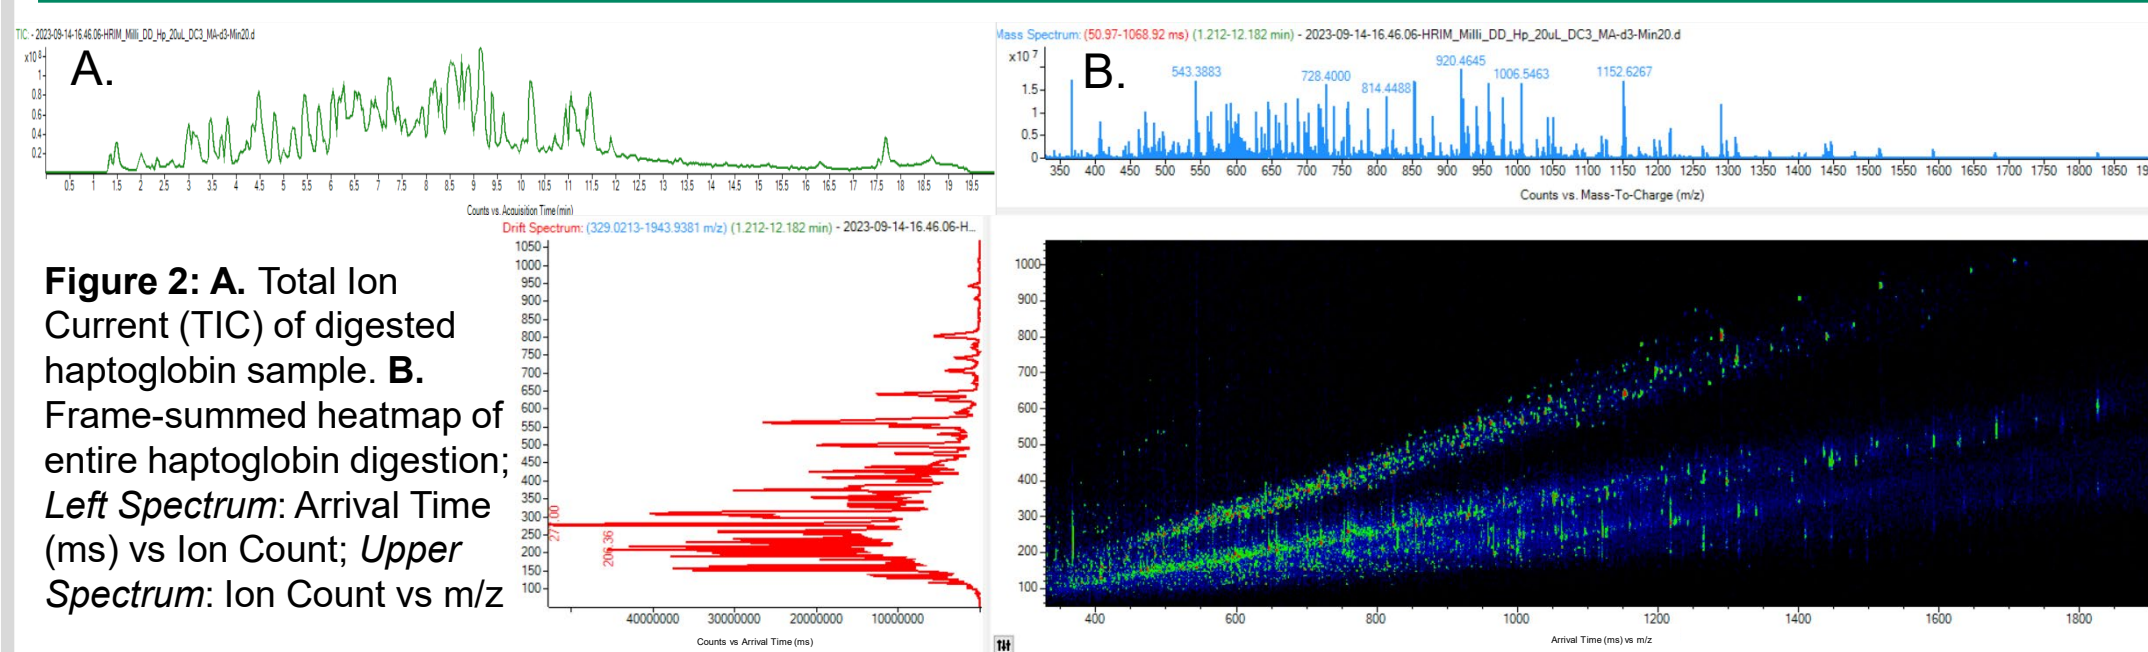 TIC: - 2023-09-14-16.46.06-HRIM_Milli_DD_Hp_20uL_DC3_MA-d3-Min20.d
x10 8
A.
1
0.8
0.6
0.4
0.2
0.5 1 1.5 2 2.5 3 3.5 4 4.5 5 5.5 6 6.5 7 7.5 8 8.5 9 9.5 10 10.5 11 11.5 12 12.5 13 13.5 14 14.5 15 15.5 16 16.5 17 17.5 18 18.5 19 19.5
Counts vs. Acquisition Time (min)
Mass Spectrum: (50.97-1068.92 ms) (1.212-12.182 min) - 2023-09-14-16.46.06-HRIM_Milli_DD_Hp_20uL_DC3_MA-d3-Min20.d
x10 7
B.
543.3883
728.4000
814.4488
920.4645
1006.5463
1152.6267
1.5
1
0.5
0
350 400 450 500 550 600 650 700 750 800 850 900 950 1000 1050 1100 1150 1200 1250 1300 1350 1400 1450 1500 1550 1600 1650 1700 1750 1800 1850 19
Counts vs. Mass-To-Charge (m/z)
Figure 2: A. Total Ion
Current (TIC) of digested
haptoglobin sample. B.
Frame-summed heatmap of
entire haptoglobin digestion;
Left Spectrum: Arrival Time
(ms) vs Ion Count; Upper
Spectrum: Ion Count vs m/z
Drift Spectrum: (329.0213-1943.9381 m/z) (1.212-12.182 min) - 2023-09-14-16.46.06-H...
1050
1000
950
900
850
800
750
700
650
600
550
500
450
400
350
300
250
200
150
100
206.36
40000000 30000000 20000000 10000000
Counts vs Arrival Time (ms)
1000
900
800
700
600
500
400
300
200
100
400 600 800 1000 1200 1400 1600 1800
Arrival Time (ms) vs m/z